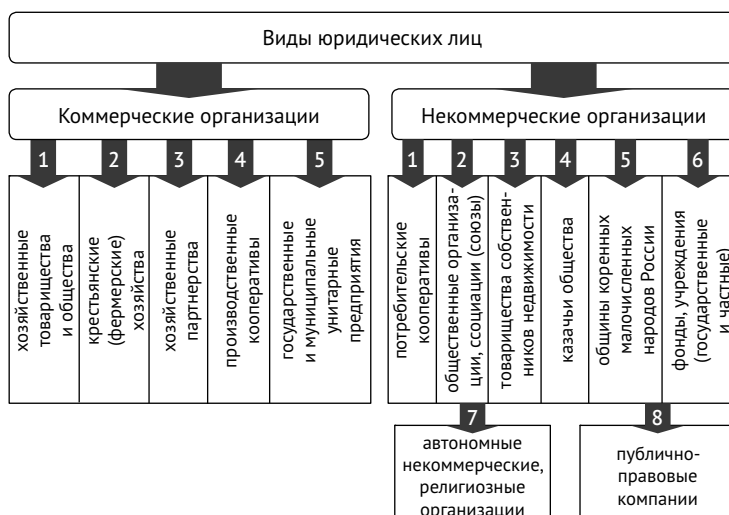 Виды юридических лиц
Коммерческие организации
1
2
3
4
5
хозяйственные
товарищества
и общества
крестьянские
(фермерские)
хозяйства
хозяйственные
партнерства
производственные
кооперативы
государственные
и муниципальные
унитарные
предприятия
Некоммерческие организации
1
2
3
4
5
6
потребительские
кооперативы
общественные организа-
ции, ссоциации (союзы)
товарищества собствен-
ников недвижимости
казачьи общества
общины коренных
малочисленных
народов России
фонды, учреждения
(государственные
и частные)
7
автономные
некоммерческие,
религиозные
организации
8
публично-
правовые
компании